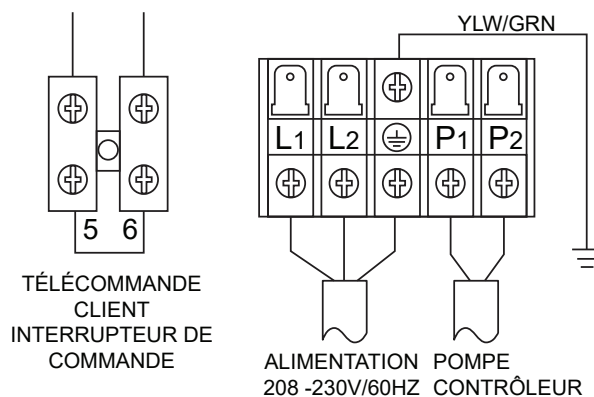 YLW/GRN
L1 L2 P1 P2
5 6
TÉLÉCOMMANDE
CLIENT
INTERRUPTEUR DE
COMMANDE
ALIMENTATION
208 -230V/60HZ
POMPE
CONTRÔLEUR